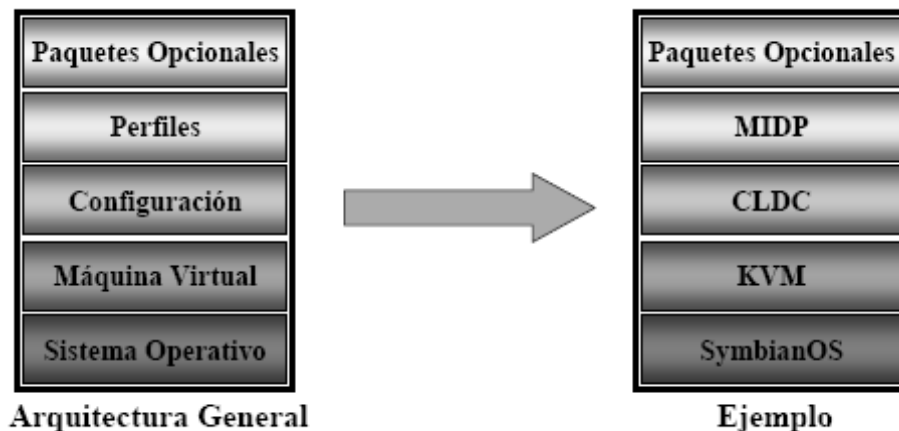 Paquetes Opcionales
Perfiles
Configuración
Máquina Virtual
Sistema Operativo
Arquitectura General
Paquetes Opcionales
MIDP
CLDC
KVM
SymbianOS
Ejemplo